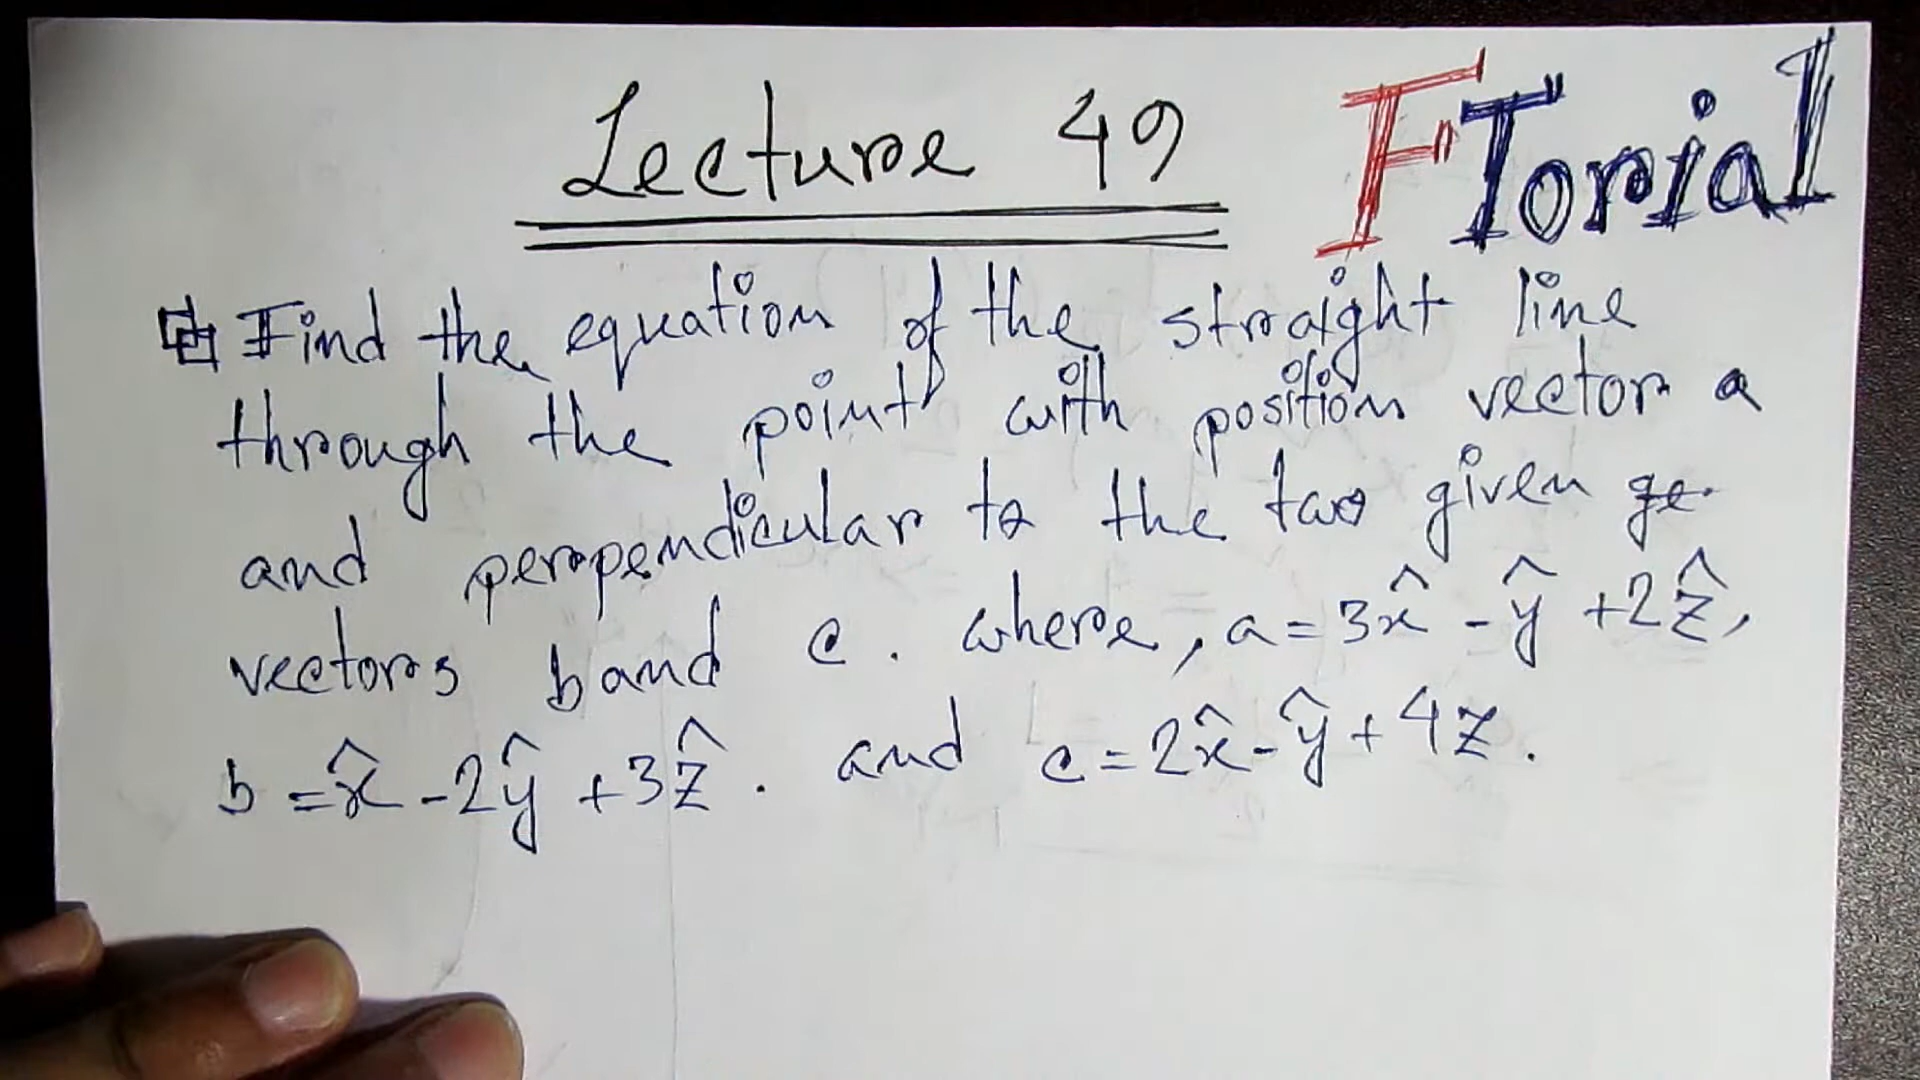 Lecture 49
F"Torial
Find the equation of the straight line
through the point with position vector a
and perpendicular to the two given ge
vectors b and c. where, a = 3x̂ - ŷ + 2ẑ,
b = x̂ - 2ŷ + 3ẑ. and c = 2x̂ - ŷ + 4z.